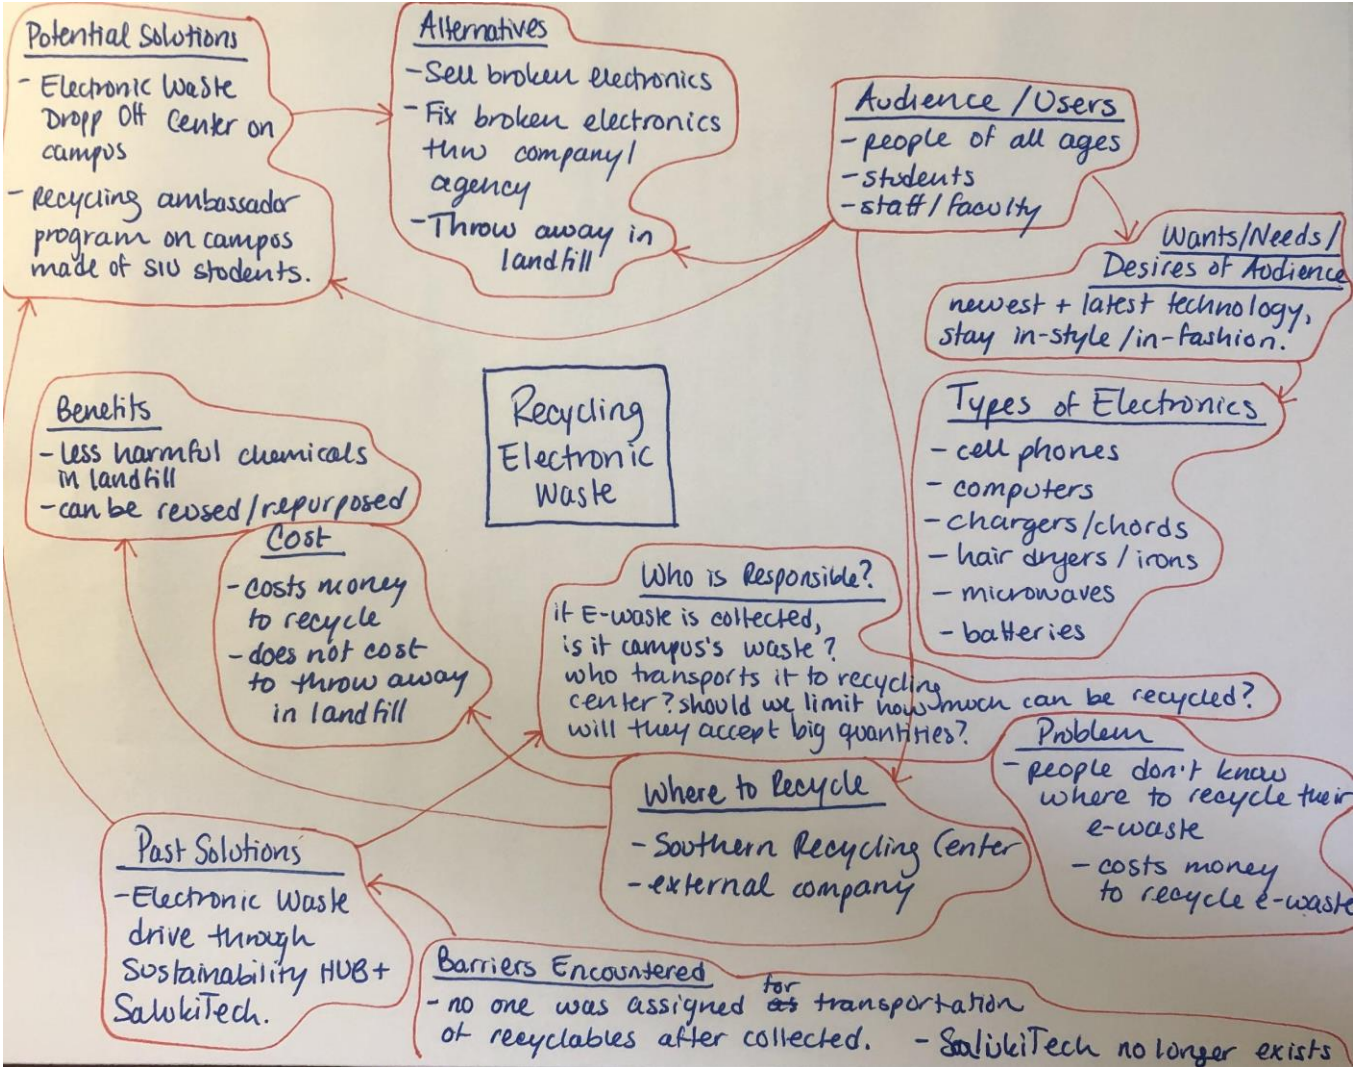 Potential Solutions
- Electronic Waste
Dropp Off Center on
campus
- Recycling ambassador
program on campos
made of SIU students.
Alternatives
- Sell broken electronics
- Fix broken electronics
thru company/
agency
- Throw away in
landfill
Audience/Users
- people of all ages
- students
- staff/faculty
Wants/Needs/
Desires of Audience
newest + latest technology,
stay in-style/in-fashion.
Types of Electronics
- cell phones
- computers
- chargers/chords
- hair dryers/irons
- microwaves
- batteries
Recycling
Electronic
Waste
Benefits
- less harmful chemicals
in landfill
- can be reused/repurposed
Cost
- costs money
to recycle
- does not cost
to throw away
in landfill
Who is Responsible?
if E-waste is collected,
is it campus's waste?
who transports it to recycling
center? should we limit how much can be recycled?
will they accept big quantities?
Problem
- people don't know
where to recycle their
e-waste
- costs money
to recycle e-waste
Where to Recycle
- Southern Recycling Center
- external company
Past Solutions
- Electronic Waste
drive through
Sustainability HUB +
SalukiTech.
Barriers Encountered
- no one was assigned for transportation
of recyclables after collected. - SalukiTech no longer exists